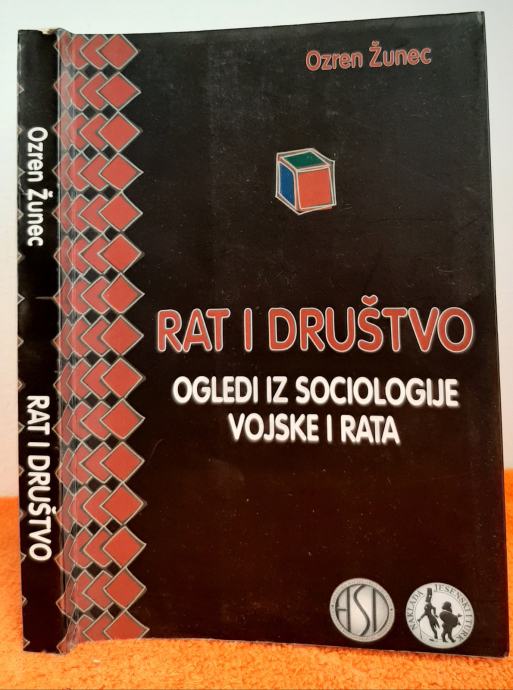 Ozren Žunec
RAT I DRUŠTVO
Ozren Žunec
RAT I DRUŠTVO
OGLEDI IZ SOCIOLOGIJE
VOJSKE I RATA
HSD
NAKLADA JESENSKI I TURK